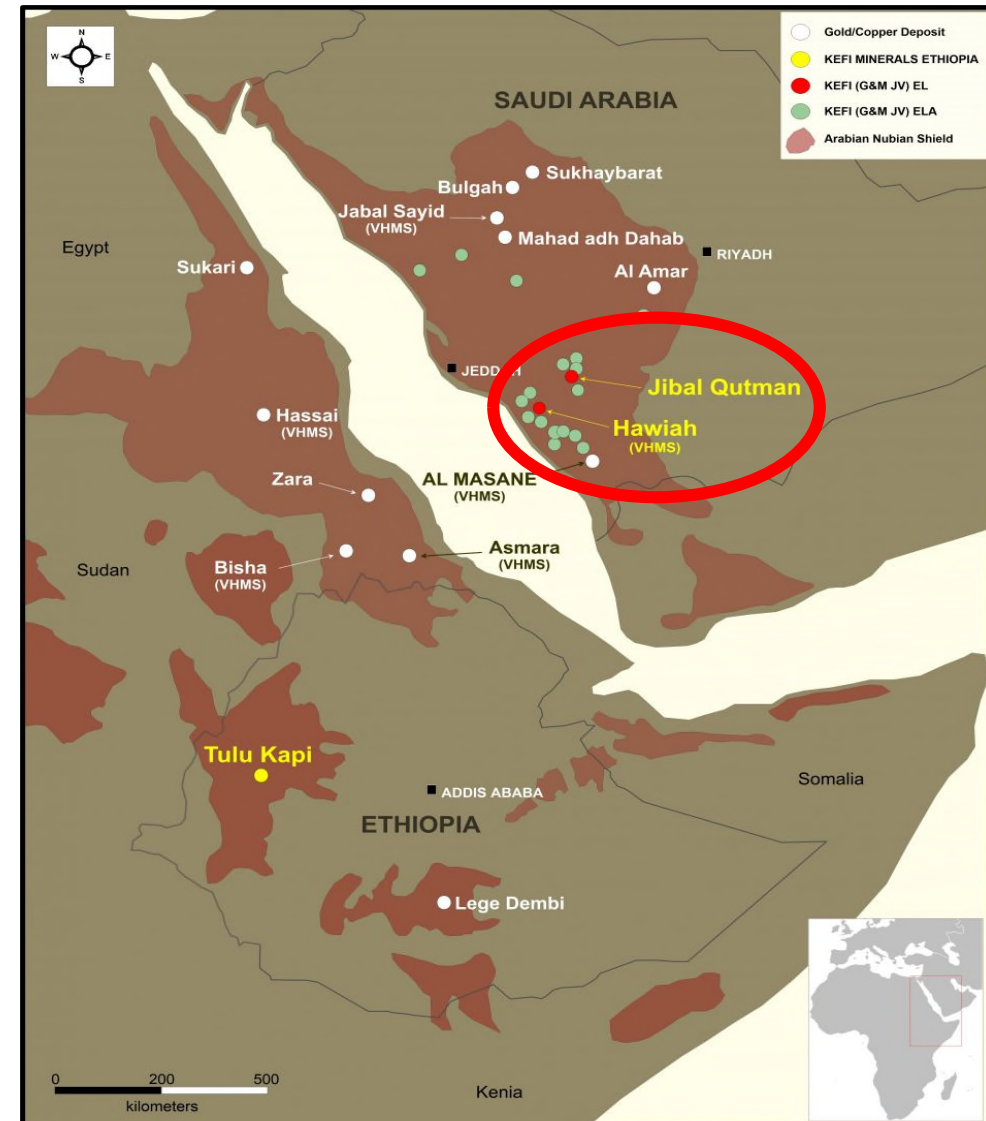 N
W E
S
Gold/Copper Deposit
KEFI MINERALS ETHIOPIA
KEFI (G&M JV) EL
KEFI (G&M JV) ELA
Arabian Nubian Shield
SAUDI ARABIA
Sukhaybarat
Bulgah
Jabal Sayid
(VHMS)
Mahad adh Dahab
Egypt
RIYADH
Sukari
Al Amar
JEDDAH
Jibal Qutman
Hassai
(VHMS)
Hawiah
(VHMS)
Zara
AL MASANE
(VHMS)
Asmara
(VHMS)
Bisha
(VHMS)
Sudan
Tulu Kapi
Somalia
ADDIS ABABA
ETHIOPIA
Lege Dembi
0 200 500
kilometers
Kenia